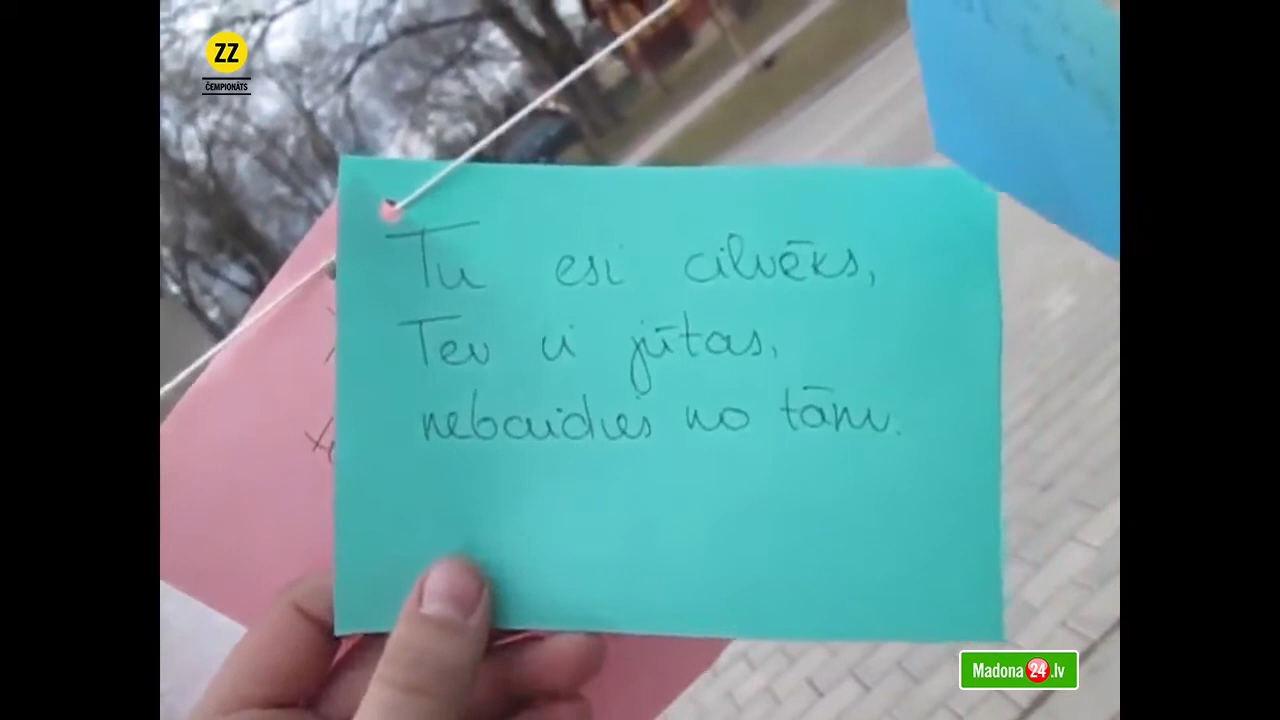 ZZ
ČEMPIONĀTS
Tu esi cilvēks,
Tev ir jūtas,
nebaidies no tām.
Madona24.lv